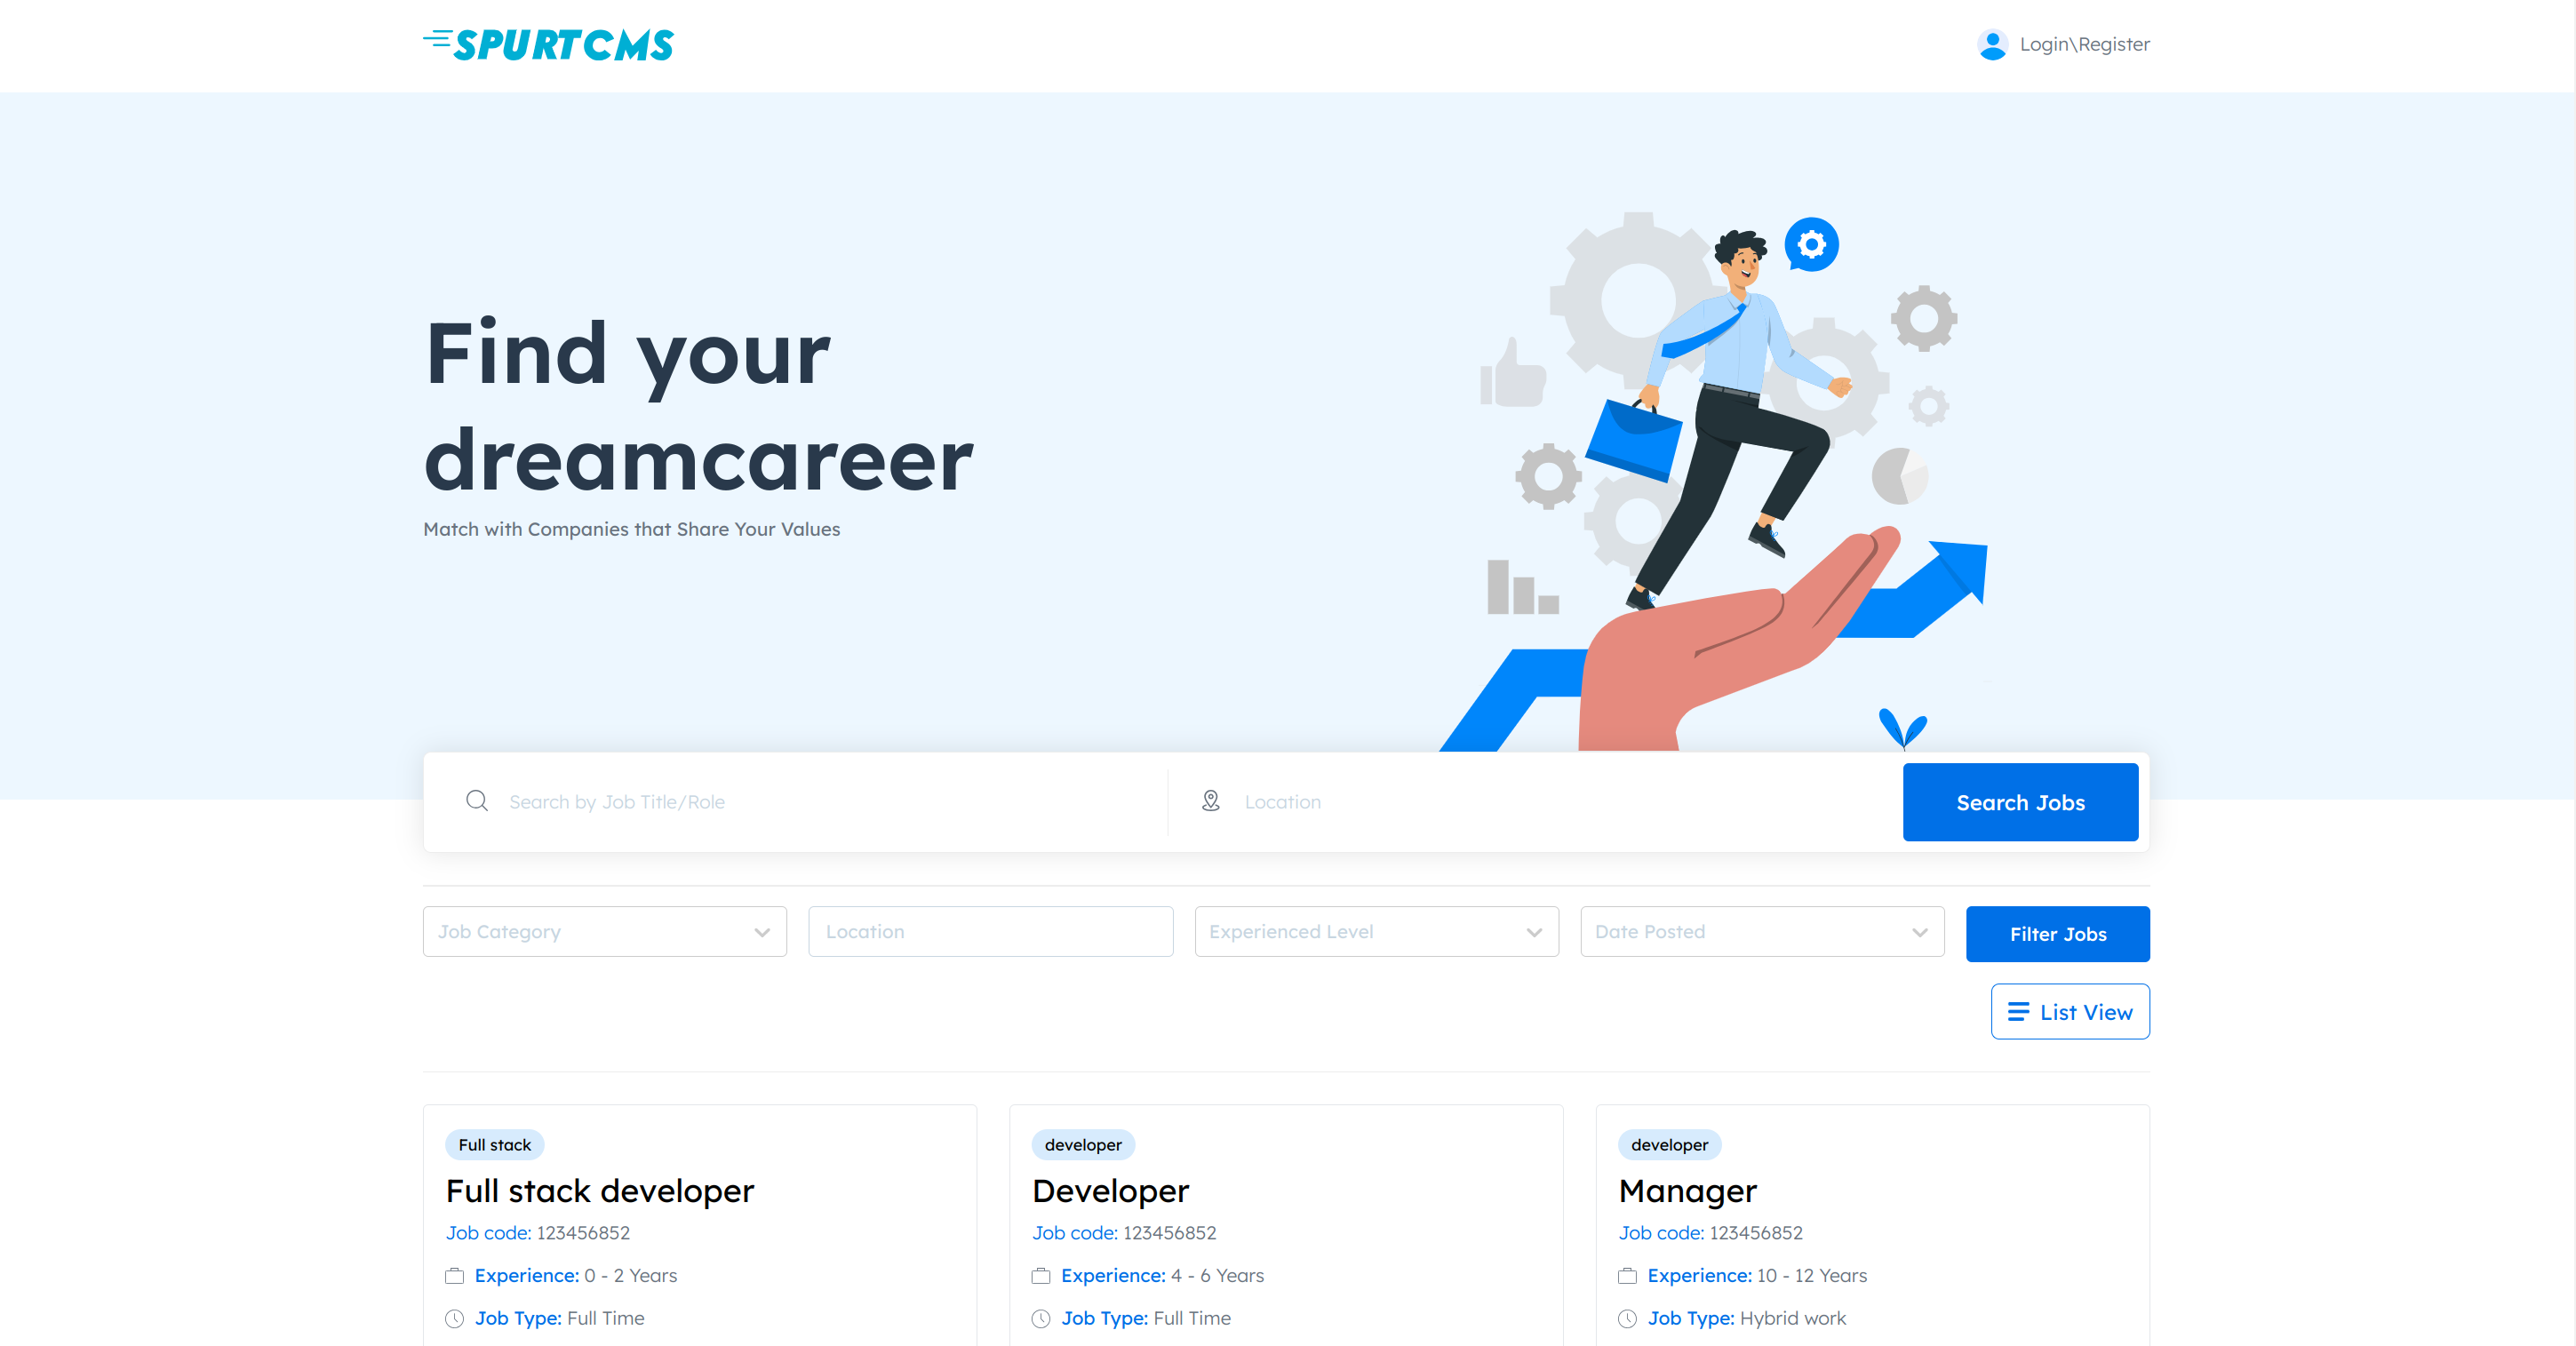 SPURTCMS
Login\Register
Find your
dreamcareer
Match with Companies that Share Your Values
Search by Job Title/Role
Location
Search Jobs
Job Category
Location
Experienced Level
Date Posted
Filter Jobs
List View
Full stack
Full stack developer
Job code: 123456852
Experience: 0 - 2 Years
Job Type: Full Time
developer
Developer
Job code: 123456852
Experience: 4 - 6 Years
Job Type: Full Time
developer
Manager
Job code: 123456852
Experience: 10 - 12 Years
Job Type: Hybrid work